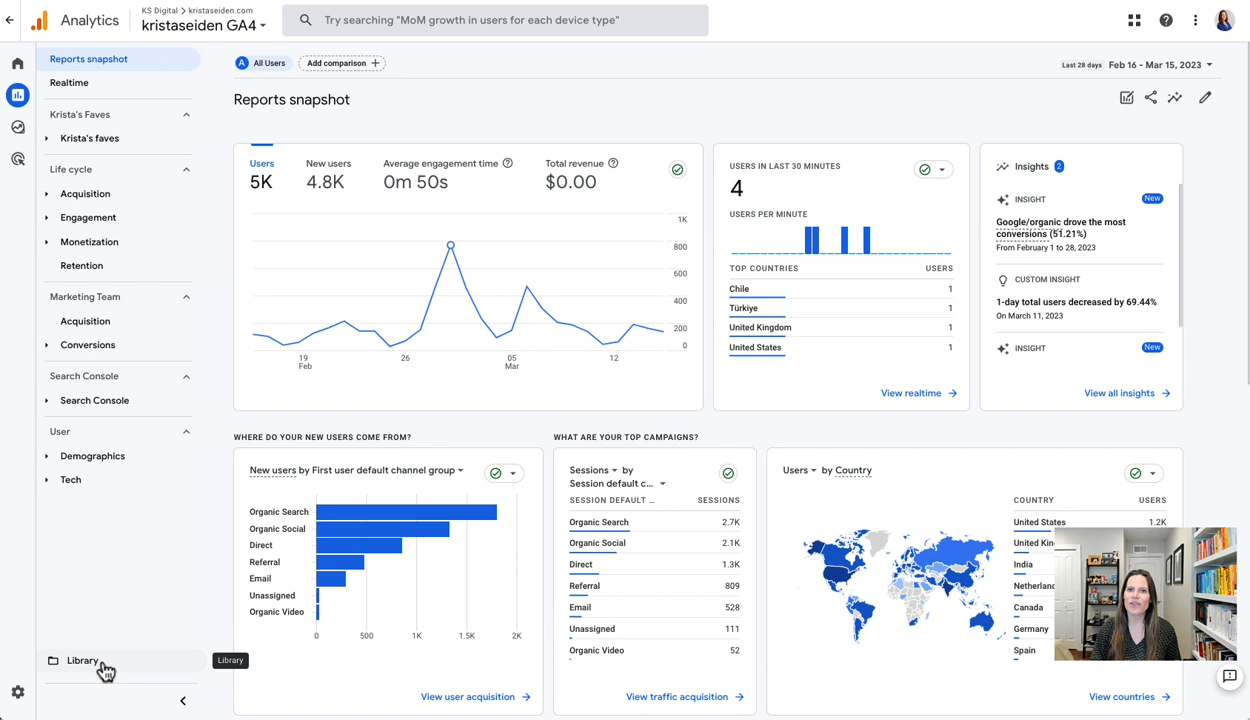 Analytics
KS Digital > kristaseiden.com
kristaseiden GA4
Try searching "MoM growth in users for each device type"
Reports snapshot
Realtime
Krista's Faves
Krista's faves
Life cycle
Acquisition
Engagement
Monetization
Retention
Marketing Team
Acquisition
Conversions
Search Console
Search Console
User
Demographics
Tech
Library
Library
A All Users
Add comparison +
Last 28 days Feb 16 - Mar 15, 2023
Reports snapshot
Users
5K
New users
4.8K
Average engagement time
0m 50s
Total revenue
$0.00
1K
800
600
400
200
0
19
Feb
26
05
Mar
12
USERS IN LAST 30 MINUTES
4
USERS PER MINUTE
TOP COUNTRIES USERS
Chile 1
Türkiye 1
United Kingdom 1
United States 1
View realtime
Insights 2
INSIGHT New
Google/organic drove the most
conversions (51.21%)
From February 1 to 28, 2023
CUSTOM INSIGHT
1-day total users decreased by 69.44%
On March 11, 2023
INSIGHT New
View all insights
WHERE DO YOUR NEW USERS COME FROM?
New users by First user default channel group
Organic Search
Organic Social
Direct
Referral
Email
Unassigned
Organic Video
0 500 1K 1.5K 2K
View user acquisition
WHAT ARE YOUR TOP CAMPAIGNS?
Sessions by
Session default c...
SESSION DEFAULT ... SESSIONS
Organic Search 2.7K
Organic Social 2.1K
Direct 1.3K
Referral 809
Email 528
Unassigned 111
Organic Video 52
View traffic acquisition
Users by Country
COUNTRY USERS
United States 1.2K
United Kin
India
Netherlan
Canada
Germany
Spain
View countries